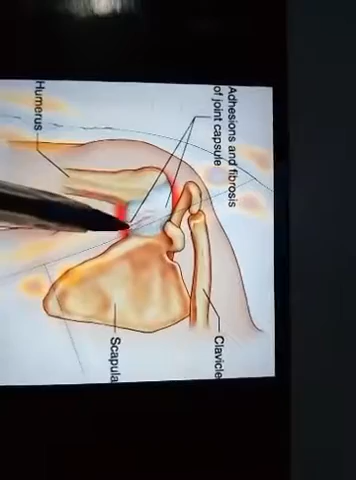 Adhesions and fibrosis
of joint capsule
Humerus
Clavicle
Scapula